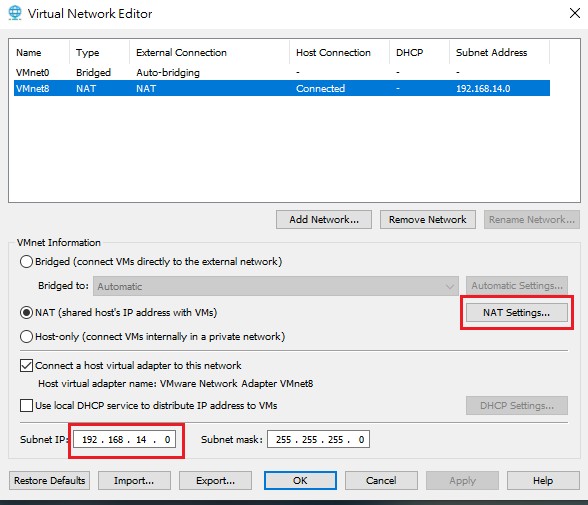 Virtual Network Editor
Name Type External Connection Host Connection DHCP Subnet Address
VMnet0 Bridged Auto-bridging - - -
VMnet8 NAT NAT Connected - 192.168.14.0
Add Network... Remove Network Rename Network...
VMnet Information
Bridged (connect VMs directly to the external network)
Bridged to: Automatic Automatic Settings...
NAT (shared host's IP address with VMs) NAT Settings...
Host-only (connect VMs internally in a private network)
Connect a host virtual adapter to this network
Host virtual adapter name: VMware Network Adapter VMnet8
Use local DHCP service to distribute IP address to VMs DHCP Settings...
Subnet IP: 192 . 168 . 14 . 0 Subnet mask: 255 . 255 . 255 . 0
Restore Defaults Import... Export... OK Cancel Apply Help